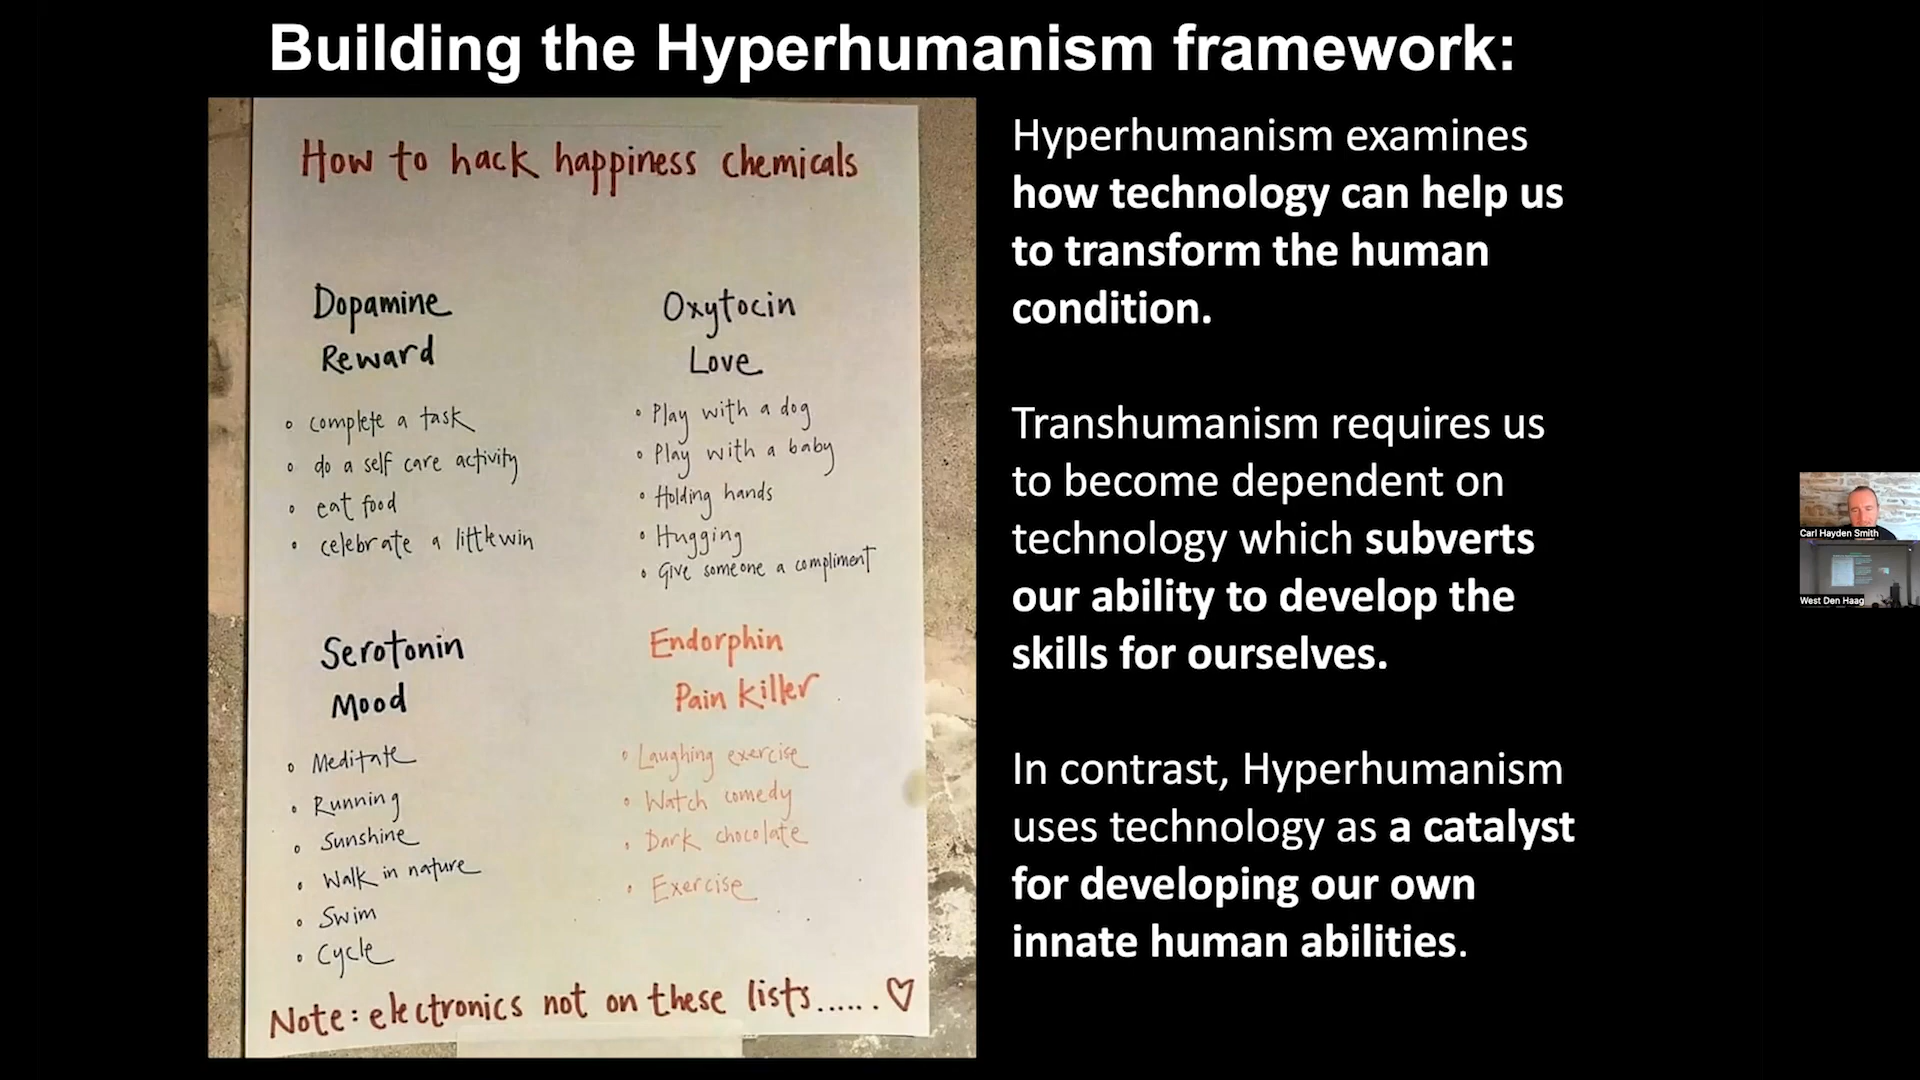 Building the Hyperhumanism framework:
How to hack happiness chemicals
Dopamine
Reward
• complete a task
• do a self care activity
• eat food
• celebrate a little win
Oxytocin
Love
• Play with a dog
• Play with a baby
• Holding hands
• Hugging
• Give someone a compliment
Serotonin
Mood
• Meditate
• Running
• Sunshine
• Walk in nature
• Swim
• Cycle
Endorphin
Pain Killer
• Laughing exercise
• Watch comedy
• Dark chocolate
• Exercise
Note: electronics not on these lists...... ♡
Hyperhumanism examines
how technology can help us
to transform the human
condition.
Transhumanism requires us
to become dependent on
technology which subverts
our ability to develop the
skills for ourselves.
In contrast, Hyperhumanism
uses technology as a catalyst
for developing our own
innate human abilities.
Carl Hayden Smith
West Den Haag